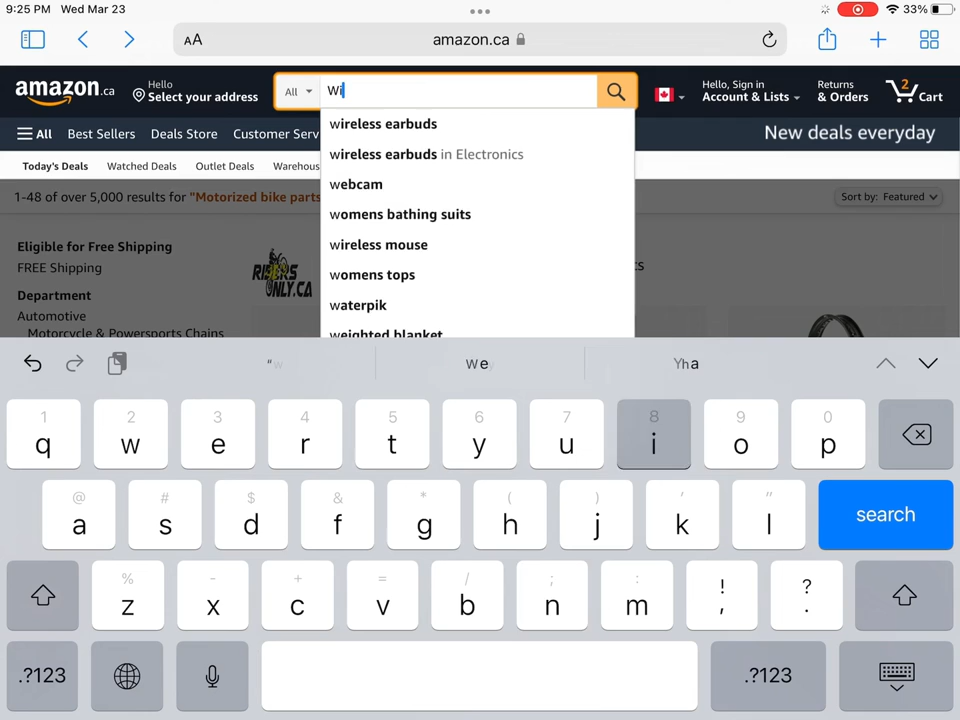 9:25 PM Wed Mar 23
33%
AA amazon.ca
amazon.ca
Hello
Select your address
All
Wi
Hello, Sign in
Account & Lists
Returns
& Orders
2
Cart
All Best Sellers Deals Store Customer Serv
New deals everyday
Today's Deals Watched Deals Outlet Deals Warehous
1-48 of over 5,000 results for "Motorized bike parts
Sort by: Featured
wireless earbuds
wireless earbuds in Electronics
webcam
womens bathing suits
wireless mouse
womens tops
waterpik
weighted blanket
Eligible for Free Shipping
FREE Shipping
Department
Automotive
Motorcycle & Powersports Chains
RIDERS
ONLY.CA
cs
"w We Yha
1 2 3 4 5 6 7 8 9 0
q w e r t y u i o p
@ # $ & * ( ) ' "
a s d f g h j k l search
% - + = / ; : ! ?
z x c v b n m , .
.?123 .?123